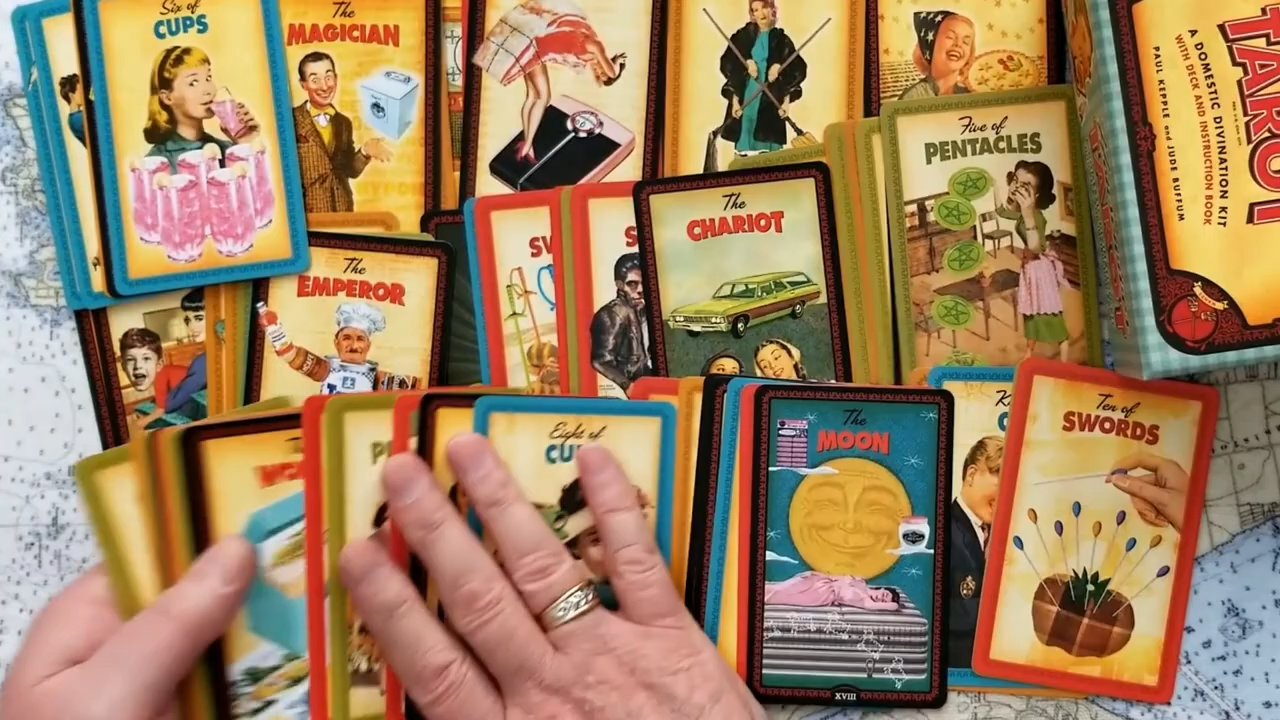 Six of
CUPS
The
MAGICIAN
Five of
PENTACLES
The
CHARIOT
The
EMPEROR
Eight of
The
MOON
XVIII
Ten of
SWORDS
TAROT
A DOMESTIC DIVINATION KIT
WITH DECK AND INSTRUCTION BOOK
PAUL KEPPLE and JUDE BUFFUM